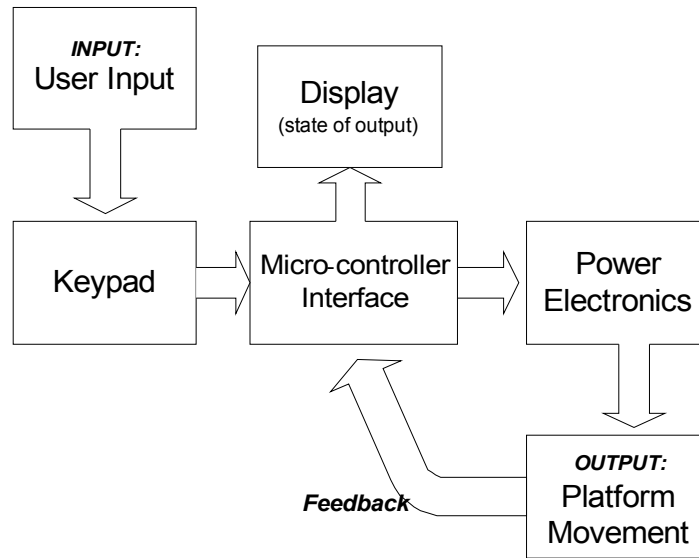 INPUT:
User Input
Display
(state of output)
Keypad
Micro-controller
Interface
Power
Electronics
Feedback
OUTPUT:
Platform
Movement